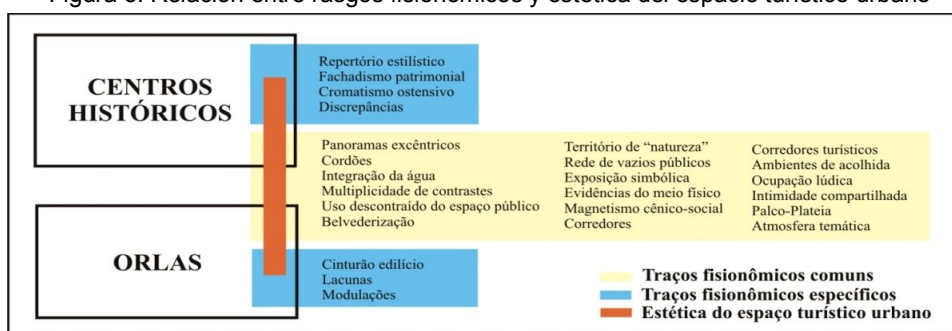 Figura 6. Relación entre rasgos fisionómicos y estética del espacio turístico urbano
CENTROS
HISTÓRICOS
Repertório estilístico
Fachadismo patrimonial
Cromatismo ostensivo
Discrepâncias
Panoramas excêntricos
Cordões
Integração da água
Multiplicidade de contrastes
Uso descontraído do espaço público
Belvederização
Território de “natureza”
Rede de vazios públicos
Exposição simbólica
Evidências do meio físico
Magnetismo cênico-social
Corredores
Corredores turísticos
Ambientes de acolhida
Ocupação lúdica
Intimidade compartilhada
Palco-Plateia
Atmosfera temática
ORLAS
Cinturão edilício
Lacunas
Modulações
Traços fisionômicos comuns
Traços fisionômicos específicos
Estética do espaço turístico urbano